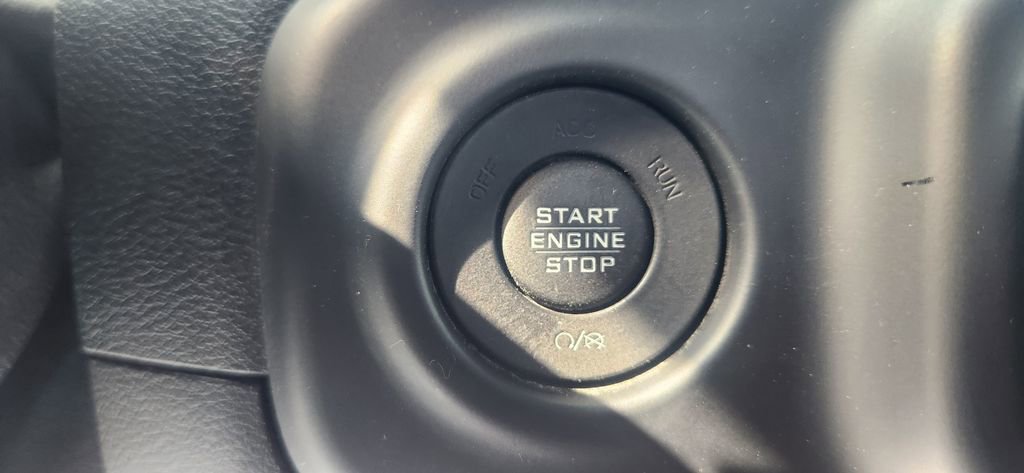 ACC
OFF
RUN
START
ENGINE
STOP